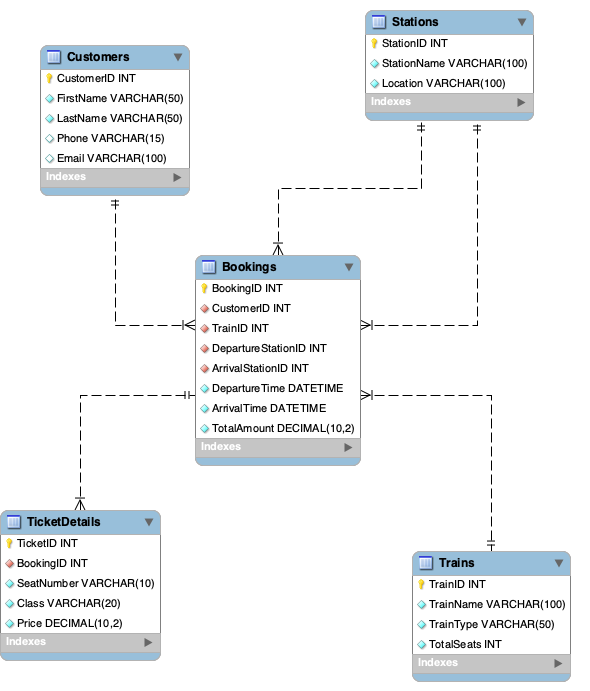 Customers
CustomerID INT
FirstName VARCHAR(50)
LastName VARCHAR(50)
Phone VARCHAR(15)
Email VARCHAR(100)
Indexes
Stations
StationID INT
StationName VARCHAR(100)
Location VARCHAR(100)
Indexes
Bookings
BookingID INT
CustomerID INT
TrainID INT
DepartureStationID INT
ArrivalStationID INT
DepartureTime DATETIME
ArrivalTime DATETIME
TotalAmount DECIMAL(10,2)
Indexes
TicketDetails
TicketID INT
BookingID INT
SeatNumber VARCHAR(10)
Class VARCHAR(20)
Price DECIMAL(10,2)
Indexes
Trains
TrainID INT
TrainName VARCHAR(100)
TrainType VARCHAR(50)
TotalSeats INT
Indexes